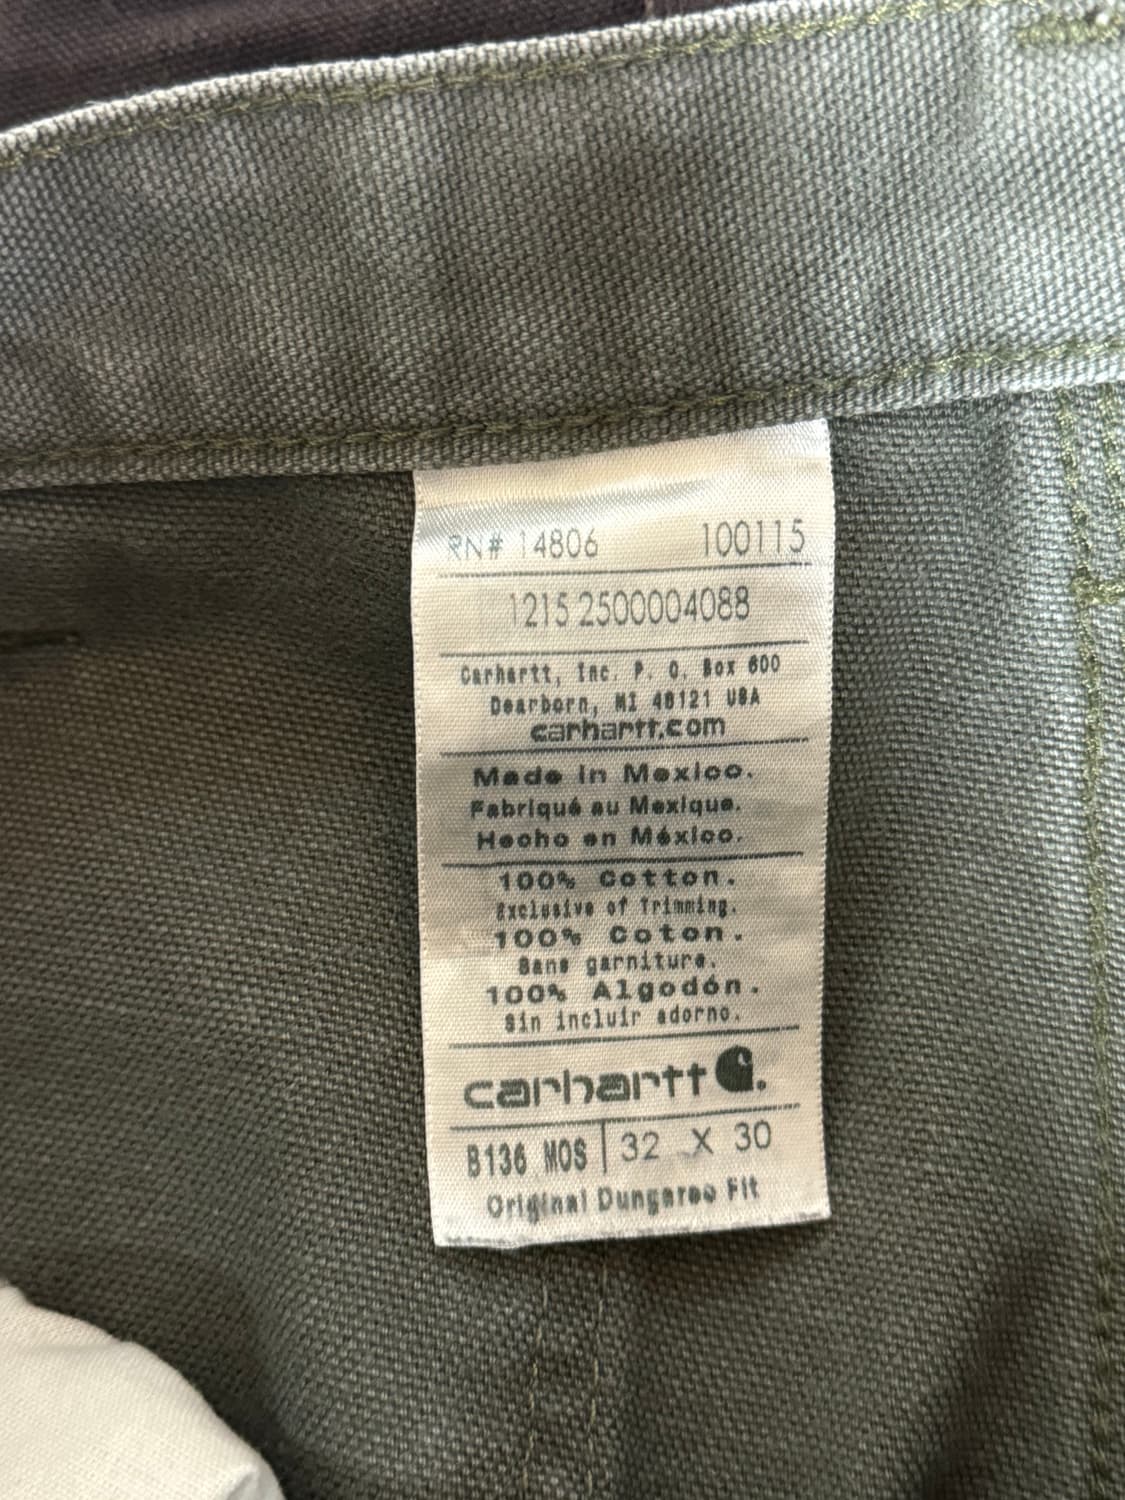 RN# 14806 100115
1215 2500004088
Carhartt, Inc. P. O. Box 600
Dearborn, MI 48121 USA
carhartt.com
Made in Mexico.
Fabriqué au Mexique.
Hecho en México.
100% Cotton.
Exclusive of Trimming.
100% Coton.
Sans garniture.
100% Algodón.
Sin incluir adorno.
carhartt
B136 MOS 32 X 30
Original Dungaree Fit